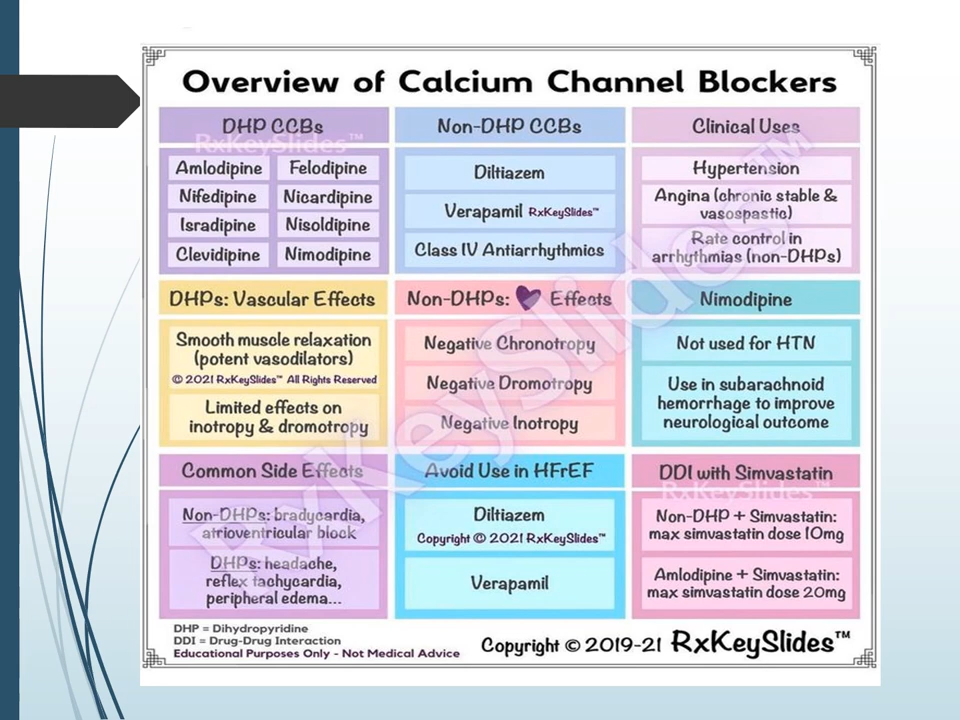 Overview of Calcium Channel Blockers
DHP CCBs
RxKeySlides™
Amlodipine
Felodipine
Nifedipine
Nicardipine
Isradipine
Nisoldipine
Clevidipine
Nimodipine
Non-DHP CCBs
Diltiazem
Verapamil RxKeySlides™
Class IV Antiarrhythmics
Clinical Uses
Hypertension
Angina (chronic stable &
vasospastic)
Rate control in
arrhythmias (non-DHPs)
DHPs: Vascular Effects
Smooth muscle relaxation
(potent vasodilators)
© 2021 RxKeySlides™ All Rights Reserved
Limited effects on
inotropy & dromotropy
Non-DHPs: Effects
Negative Chronotropy
Negative Dromotropy
Negative Inotropy
Nimodipine
Not used for HTN
Use in subarachnoid
hemorrhage to improve
neurological outcome
Common Side Effects
Non-DHPs: bradycardia,
atrioventricular block
DHPs: headache,
reflex tachycardia,
peripheral edema...
Avoid Use in HFrEF
Diltiazem
Copyright © 2021 RxKeySlides™
Verapamil
DDI with Simvastatin
RxKeySlides™
Non-DHP + Simvastatin:
max simvastatin dose 10mg
Amlodipine + Simvastatin:
max simvastatin dose 20mg
RxKeySlides™
DHP = Dihydropyridine
DDI = Drug-Drug Interaction
Educational Purposes Only - Not Medical Advice
Copyright © 2019-21 RxKeySlides™